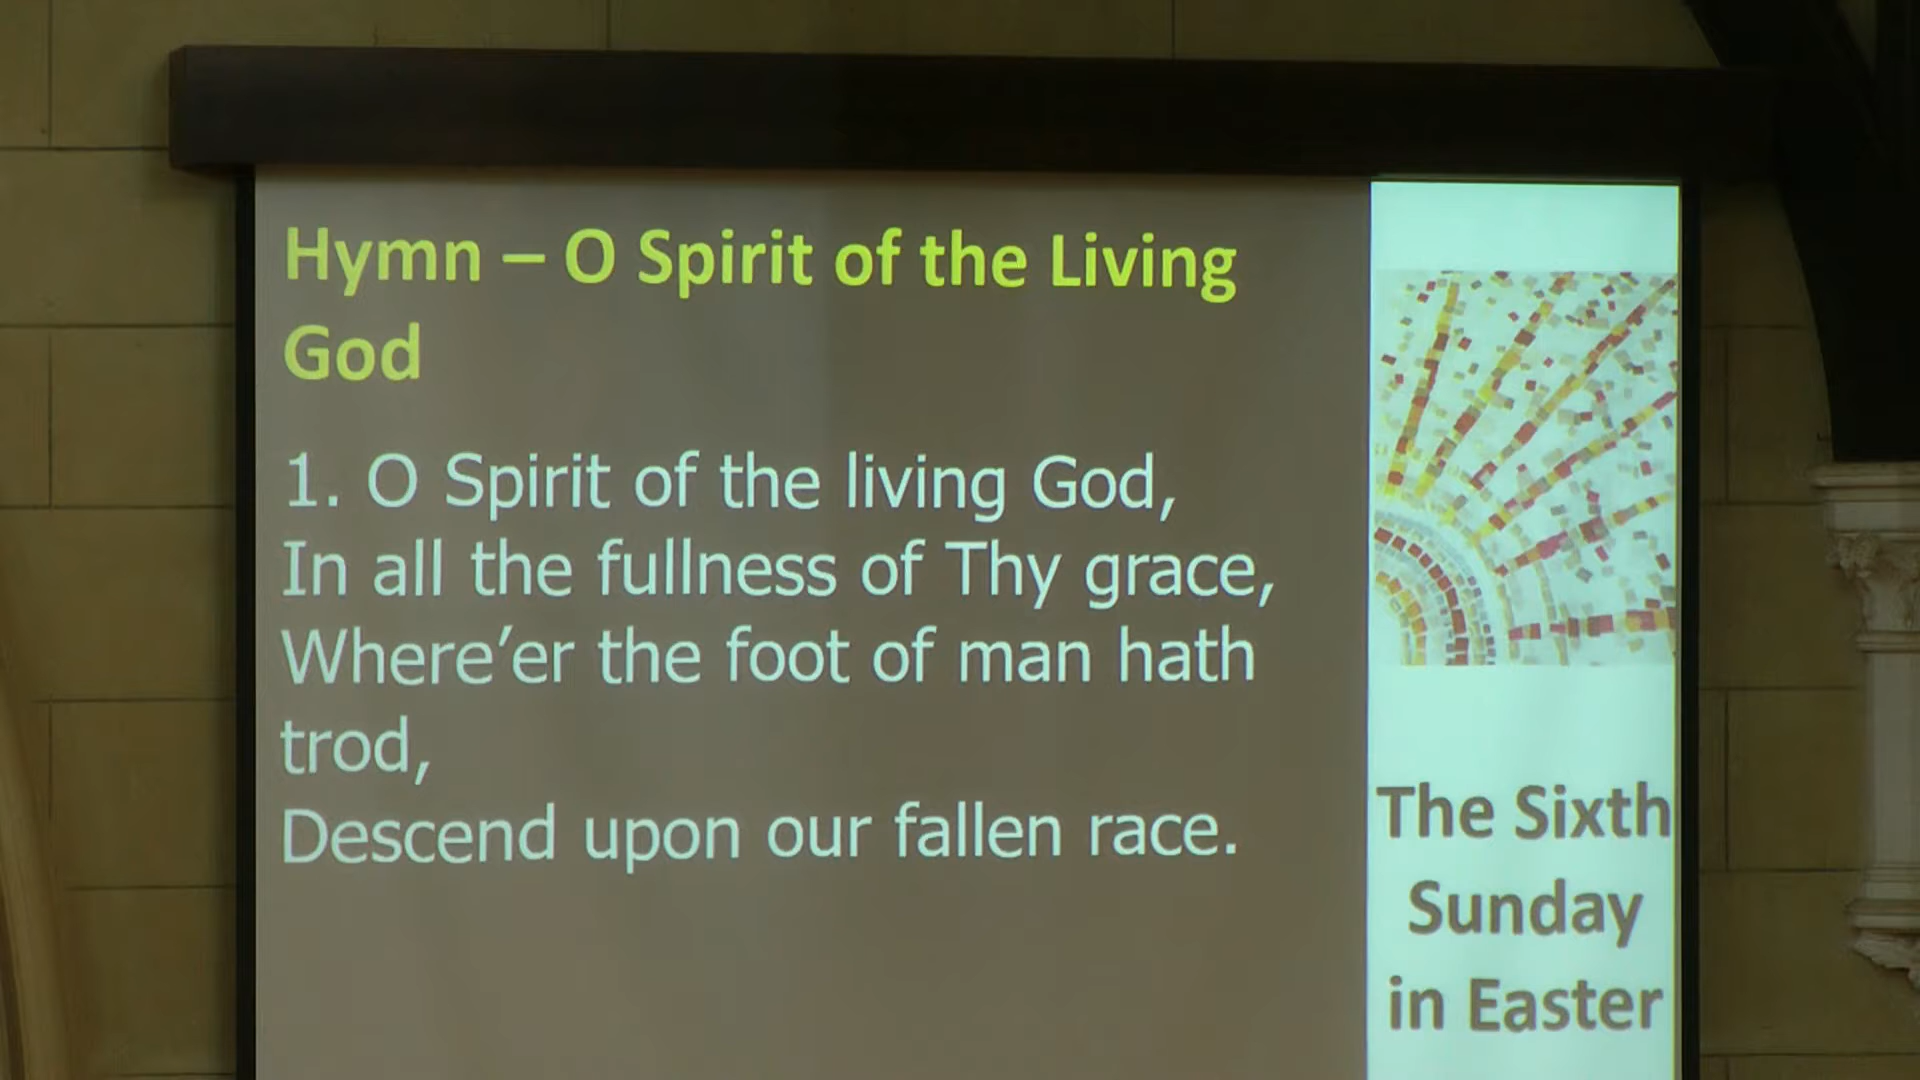 Hymn – O Spirit of the Living
God
1. O Spirit of the living God,
In all the fullness of Thy grace,
Where’er the foot of man hath
trod,
Descend upon our fallen race.
The Sixth
Sunday
in Easter